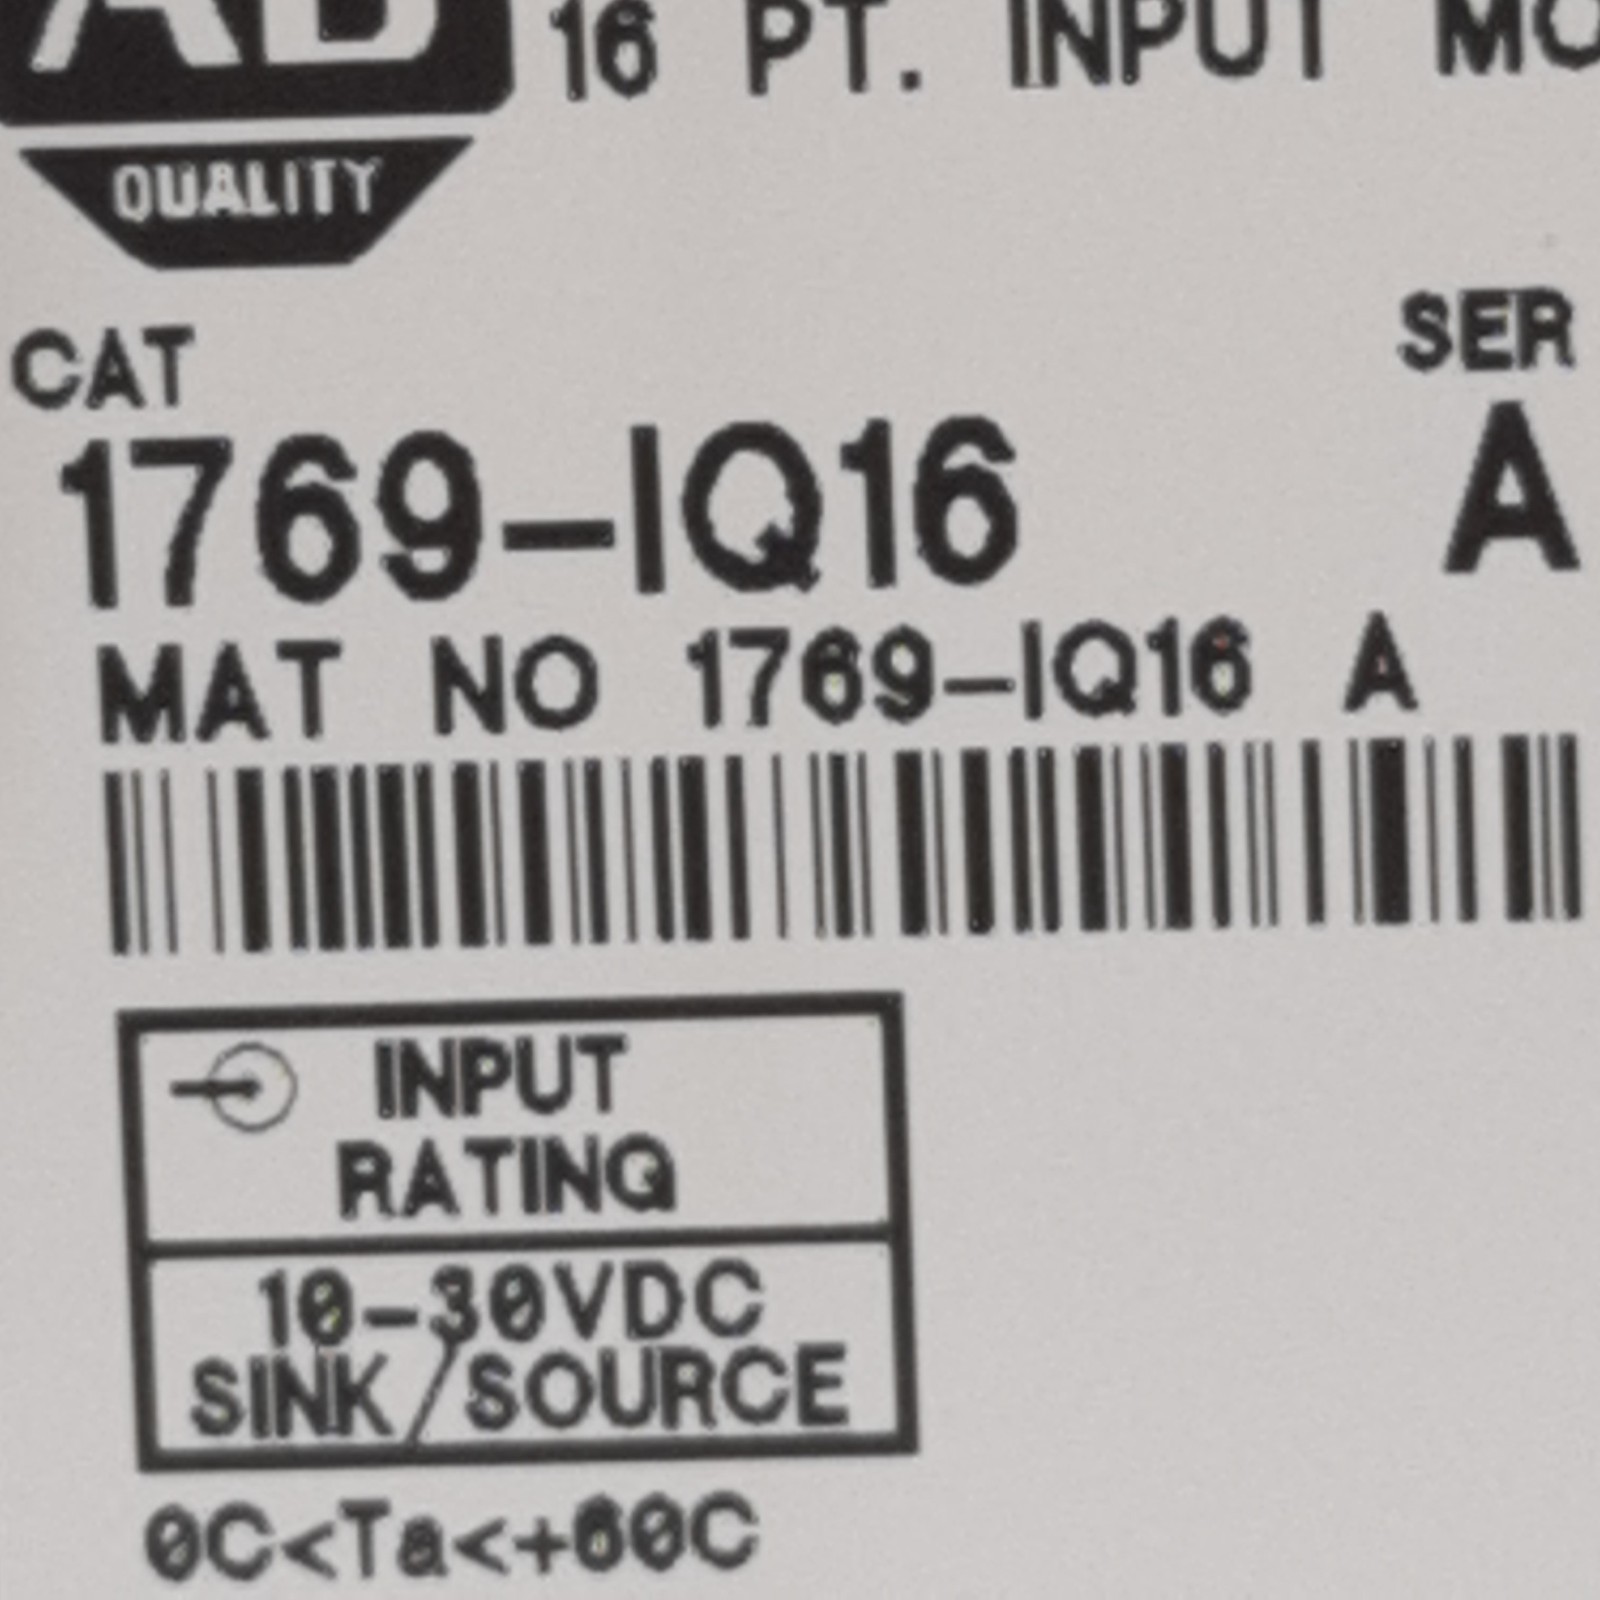 AB 16 PT. INPUT MO
QUALITY
CAT SER
1769-IQ16 A
MAT NO 1769-IQ16 A
INPUT
RATING
10-30VDC
SINK/SOURCE
0C<Ta<+60C